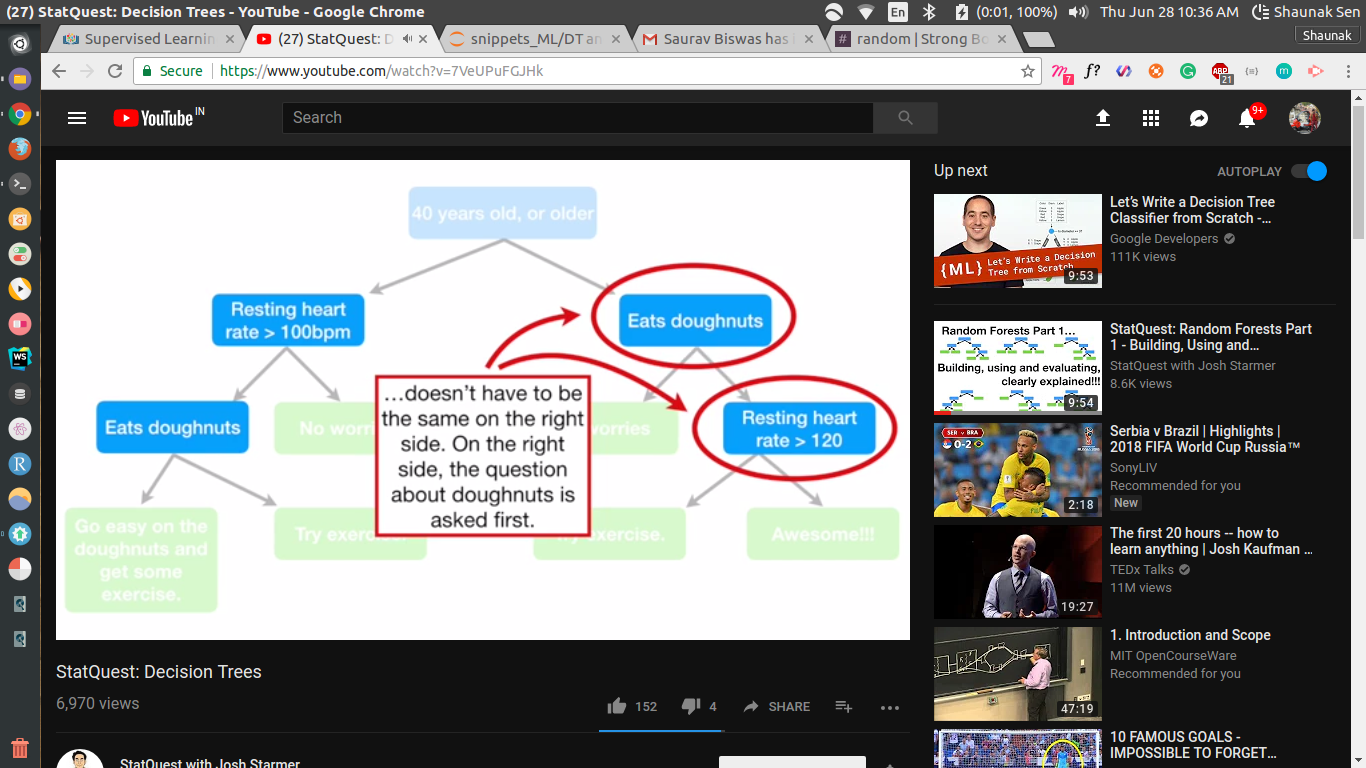 (27) StatQuest: Decision Trees - YouTube - Google Chrome
En
(0:01, 100%)
Thu Jun 28 10:36 AM
Shaunak Sen
Supervised Learnin
(27) StatQuest: D
snippets_ML/DT an
Gmail Saurav Biswas has
random | Strong Bo
Shaunak
Secure
https://www.youtube.com/watch?v=7VeUPuFGJHk
7
f?
ABP
21
m
YouTube IN
Search
9+
40 years old, or older
Resting heart
rate > 100bpm
Eats doughnuts
Eats doughnuts
No worri
…doesn't have to be
the same on the right
side. On the right
side, the question
about doughnuts is
asked first.
worries
Resting heart
rate > 120
Go easy on the
doughnuts and
get some
exercise.
Try exer
exercise.
Awesome!!!
StatQuest: Decision Trees
6,970 views
152
4
SHARE
StatQuest with Josh Starmer
Up next
AUTOPLAY
{ML} Let's Write a Decision
Tree from Scratch
9:53
Let's Write a Decision Tree
Classifier from Scratch -...
Google Developers
111K views
Random Forests Part 1…
Building, using and evaluating,
clearly explained!!!
9:54
StatQuest: Random Forests Part
1 - Building, Using and...
StatQuest with Josh Starmer
8.6K views
SER v BRA
0-2
2:18
Serbia v Brazil | Highlights |
2018 FIFA World Cup Russia™
SonyLIV
Recommended for you
New
19:27
The first 20 hours -- how to
learn anything | Josh Kaufman ...
TEDx Talks
11M views
47:19
1. Introduction and Scope
MIT OpenCourseWare
Recommended for you
10 FAMOUS GOALS -
IMPOSSIBLE TO FORGET...
WS
R